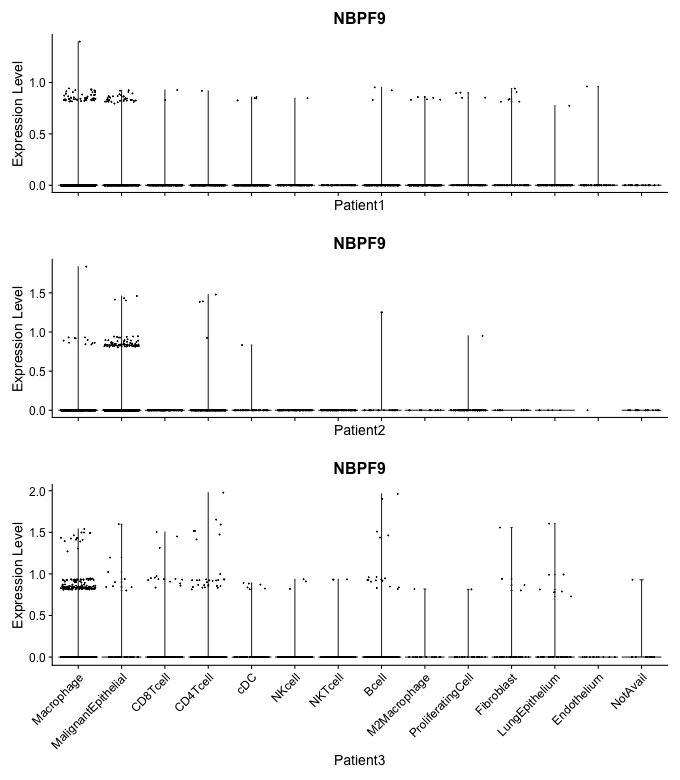 NBPF9
Expression Level
1.0
0.5
0.0
Patient1
NBPF9
Expression Level
1.5
1.0
0.5
0.0
Patient2
NBPF9
Expression Level
2.0
1.5
1.0
0.5
0.0
Macrophage
MalignantEpithelial
CD8Tcell
CD4Tcell
cDC
NKcell
NKTcell
Bcell
M2Macrophage
ProliferatingCell
Fibroblast
LungEpithelium
Endothelium
NotAvail
Patient3